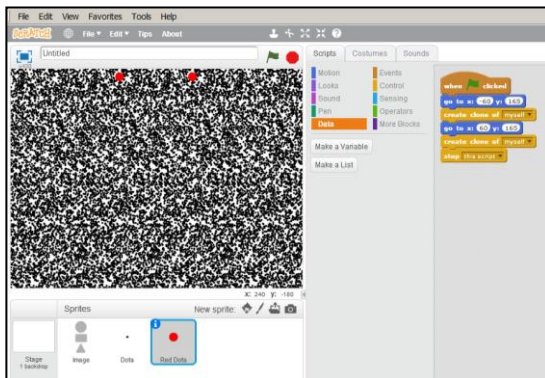 File Edit View Favorites Tools Help
SCRATCH File Edit Tips About
Untitled
Scripts Costumes Sounds
Motion Events
Looks Control
Sound Sensing
Pen Operators
Data More Blocks
Make a Variable
Make a List
when clicked
go to x: -60 y: 165
create clone of myself
go to x: 60 y: 165
create clone of myself
stop this script
x: 240 y: -180
Sprites New sprite:
Stage
1 backdrop
Image Dots Red Dots